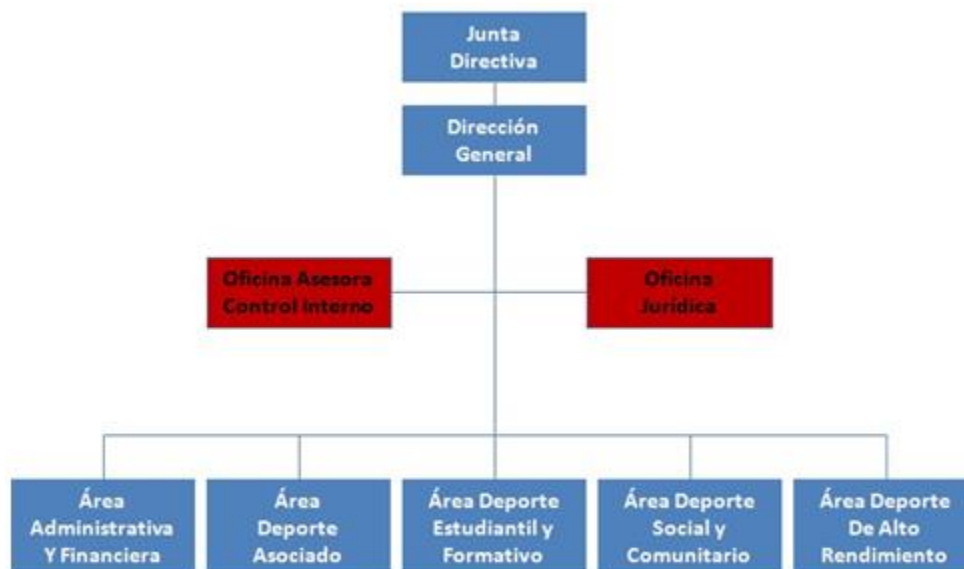 Junta
Directiva
Dirección
General
Oficina Asesora
Control Interno
Oficina
Jurídica
Área
Administrativa
Y Financiera
Área
Deporte
Asociado
Área Deporte
Estudiantil y
Formativo
Área Deporte
Social y
Comunitario
Área Deporte
De Alto
Rendimiento